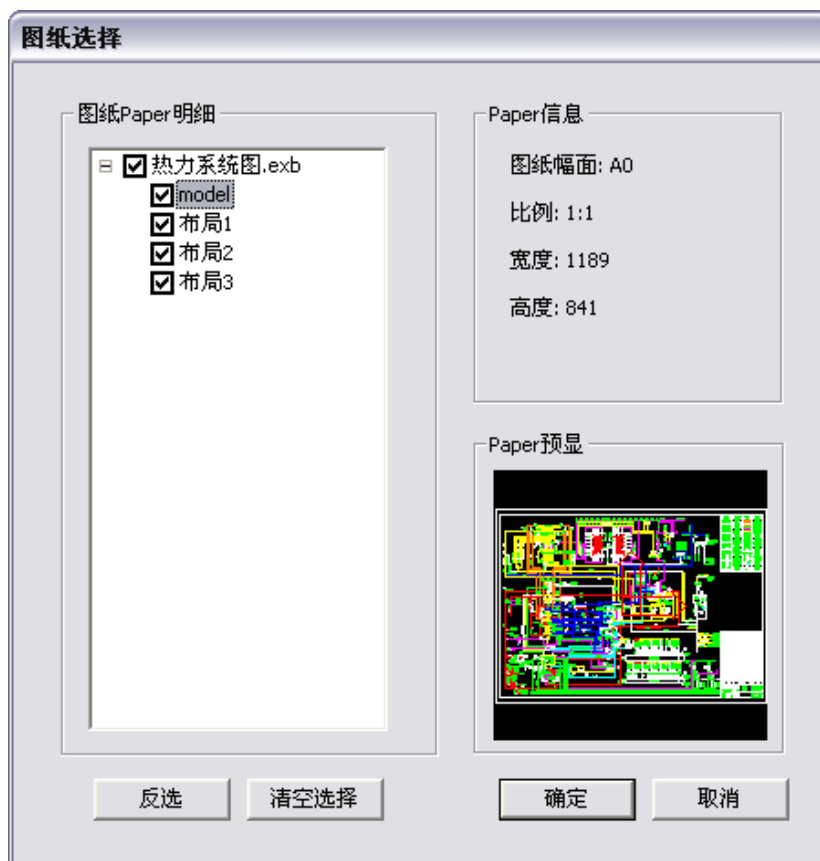 图纸选择
图纸Paper明细
热力系统图.exb
model
布局1
布局2
布局3
Paper信息
图纸幅面: A0
比例: 1:1
宽度: 1189
高度: 841
Paper预显
反选
清空选择
确定
取消